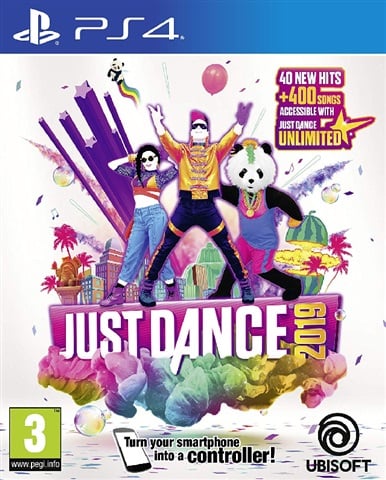 PS4
40 NEW HITS
+400 SONGS
ACCESSIBLE WITH
JUST DANCE
UNLIMITED
JUST DANCE
2019
3
www.pegi.info
Turn your smartphone
into a controller!
UBISOFT